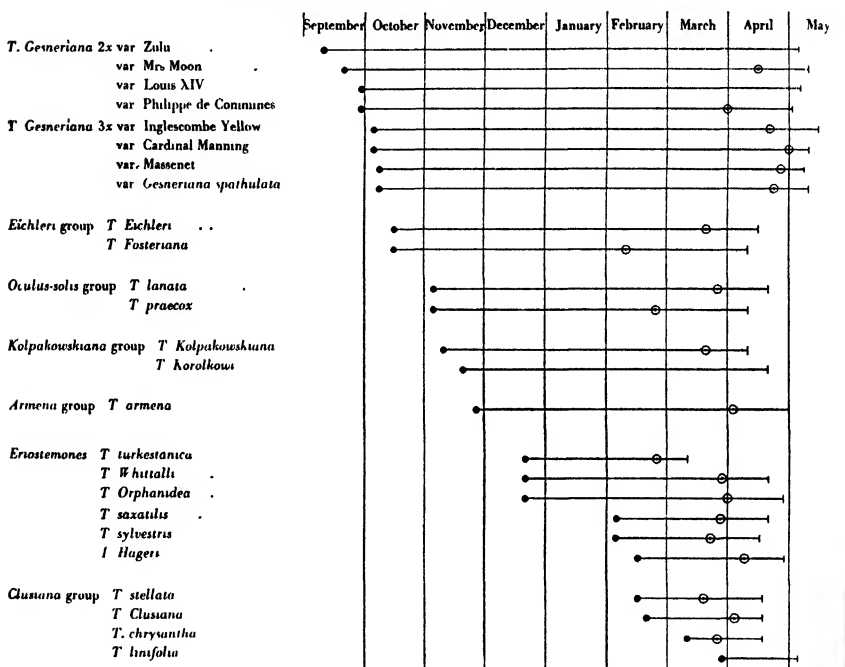 September October November December January February March April May
T. Gesneriana 2x var Zulu .
var Mrs Moon .
var Louis XIV
var Philippe de Commines
T Gesneriana 3x var Inglescombe Yellow
var Cardinal Manning
var. Massenet
var Gesneriana spathulata
Eichleri group T Eichleri . .
T Fosteriana
Oculus-solis group T lanata .
T praecox
Kolpakowskiana group T Kolpakowskiana
T Korolkowi
Armena group T armena
Eriostemones T turkestanica
T Whittalli .
T Orphanidea .
T saxatilis .
T sylvestris
T Hageri
Clusiana group T stellata
T Clusiana
T. chrysantha
T linifolia